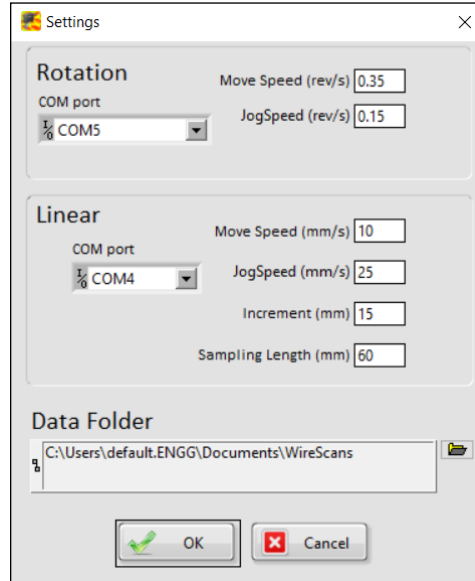 Settings
Rotation
COM port
I/O COM5
Move Speed (rev/s) 0.35
JogSpeed (rev/s) 0.15
Linear
COM port
I/O COM4
Move Speed (mm/s) 10
JogSpeed (mm/s) 25
Increment (mm) 15
Sampling Length (mm) 60
Data Folder
C:\Users\default.ENGG\Documents\WireScans
OK
Cancel